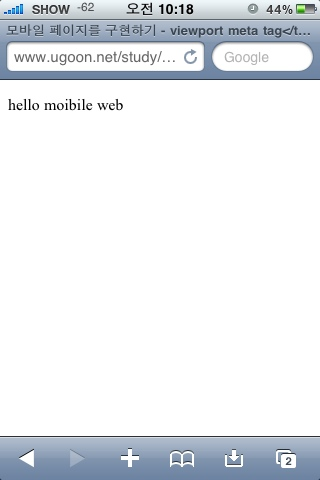 SHOW -62 오전 10:18 44%
모바일 페이지를 구현하기 - viewport meta tag</t...
www.ugoon.net/study/... Google
hello moibile web
2